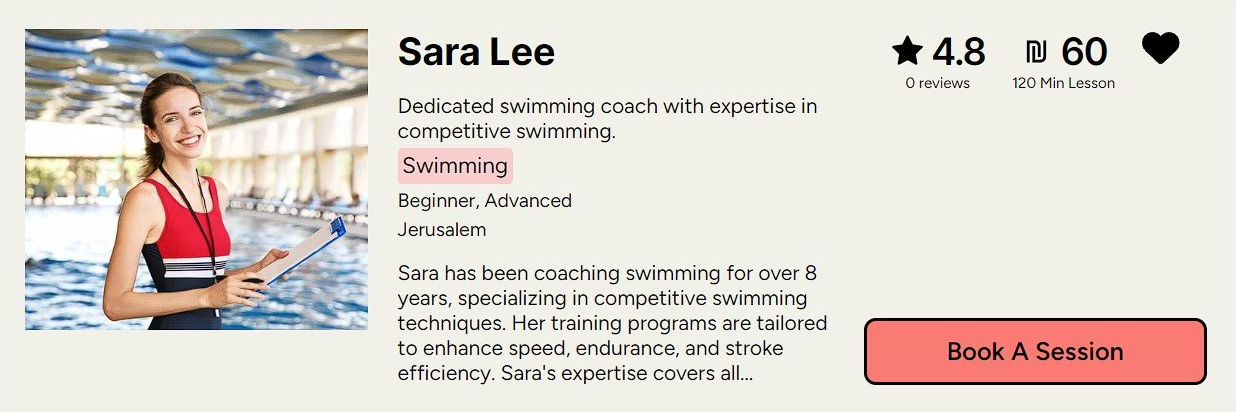 Sara Lee
4.8
₪ 60
0 reviews
120 Min Lesson
Dedicated swimming coach with expertise in
competitive swimming.
Swimming
Beginner, Advanced
Jerusalem
Sara has been coaching swimming for over 8
years, specializing in competitive swimming
techniques. Her training programs are tailored
to enhance speed, endurance, and stroke
efficiency. Sara's expertise covers all...
Book A Session